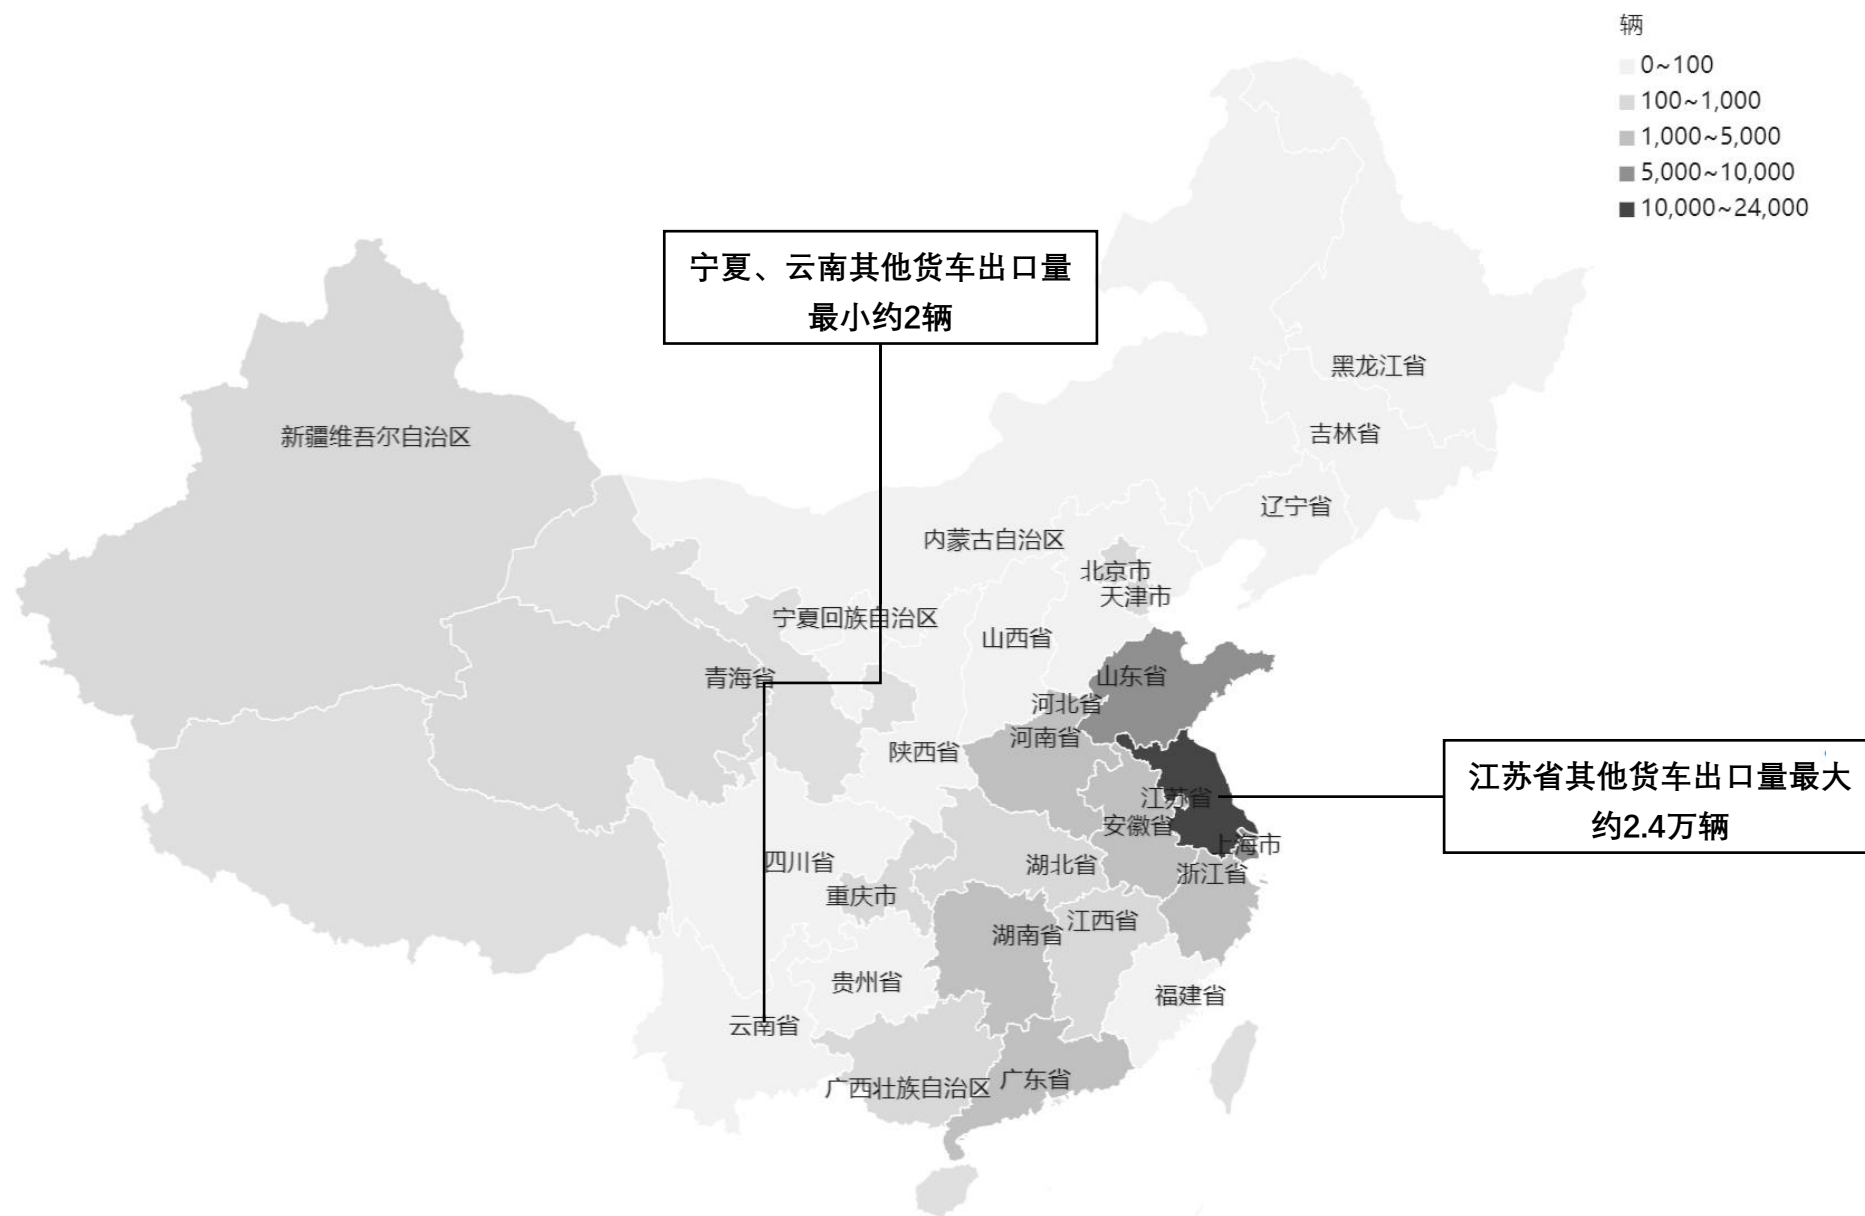 辆
0~100
100~1,000
1,000~5,000
5,000~10,000
10,000~24,000
宁夏、云南其他货车出口量
最小约2辆
黑龙江省
吉林省
新疆维吾尔自治区
辽宁省
内蒙古自治区
北京市
天津市
宁夏回族自治区
山西省
青海省
山东省
河北省
河南省
陕西省
江苏省其他货车出口量最大
约2.4万辆
江苏省
安徽省
上海市
四川省
湖北省
浙江省
重庆市
江西省
湖南省
贵州省
福建省
云南省
广西壮族自治区
广东省